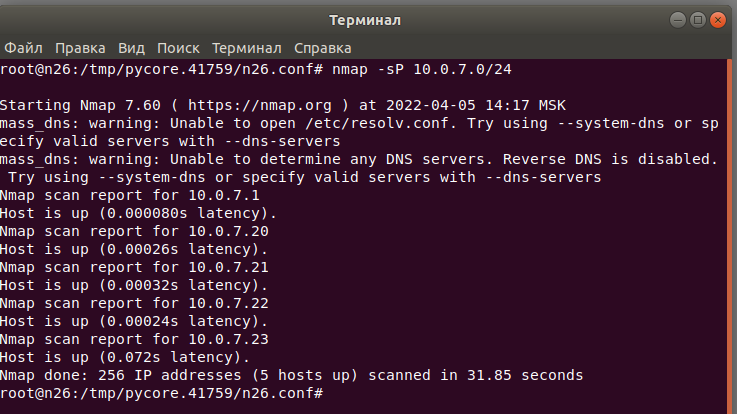 Терминал
Файл Правка Вид Поиск Терминал Справка
root@n26:/tmp/pycore.41759/n26.conf# nmap -sP 10.0.7.0/24
Starting Nmap 7.60 ( https://nmap.org ) at 2022-04-05 14:17 MSK
mass_dns: warning: Unable to open /etc/resolv.conf. Try using --system-dns or sp
ecify valid servers with --dns-servers
mass_dns: warning: Unable to determine any DNS servers. Reverse DNS is disabled.
 Try using --system-dns or specify valid servers with --dns-servers
Nmap scan report for 10.0.7.1
Host is up (0.000080s latency).
Nmap scan report for 10.0.7.20
Host is up (0.00026s latency).
Nmap scan report for 10.0.7.21
Host is up (0.00032s latency).
Nmap scan report for 10.0.7.22
Host is up (0.00024s latency).
Nmap scan report for 10.0.7.23
Host is up (0.072s latency).
Nmap done: 256 IP addresses (5 hosts up) scanned in 31.85 seconds
root@n26:/tmp/pycore.41759/n26.conf#